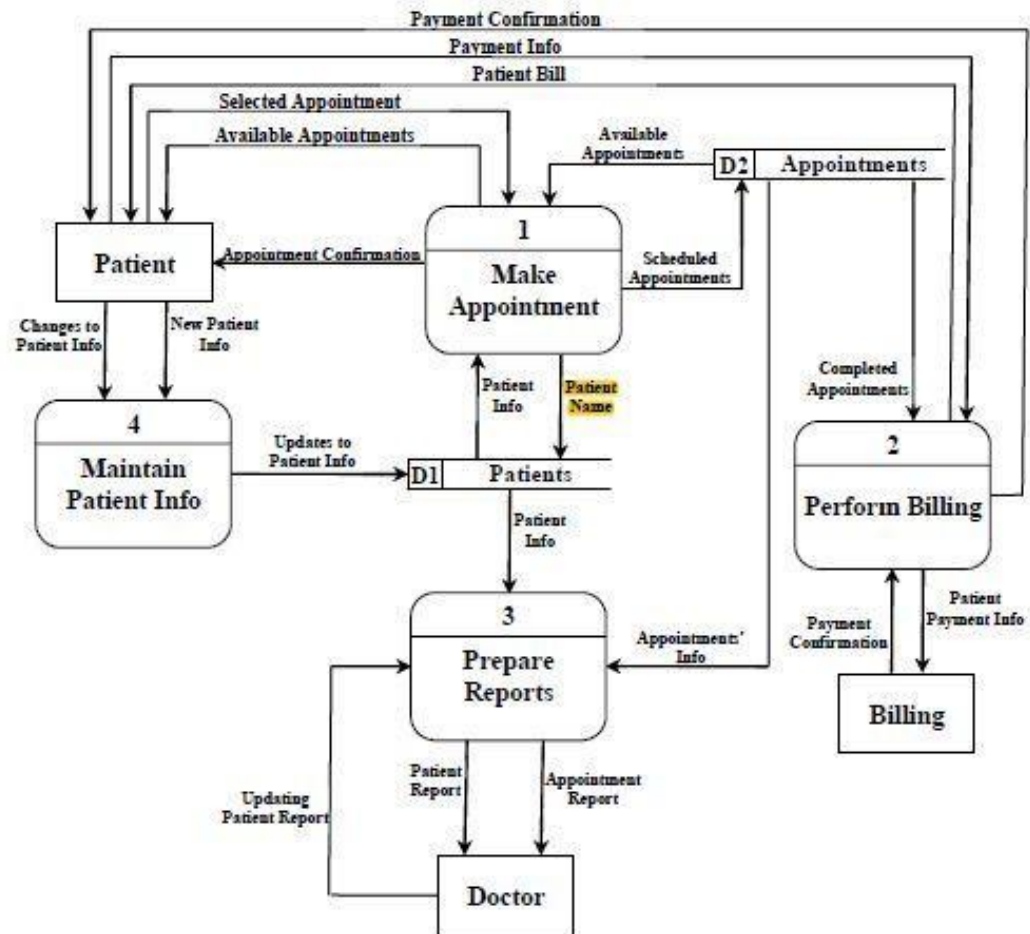 Payment Confirmation
Payment Info
Patient Bill
Selected Appointment
Available Appointments
Available
Appointments
D2 Appointments
1
Make
Appointment
Patient
Appointment Confirmation
Scheduled
Appointments
Changes to
Patient Info
New Patient
Info
Patient
Info
Patient
Name
Completed
Appointments
4
Maintain
Patient Info
Updates to
Patient Info
D1 Patients
2
Perform Billing
Patient
Info
3
Prepare
Reports
Appointments'
Info
Payment
Confirmation
Patient
Payment Info
Billing
Patient
Report
Appointment
Report
Updating
Patient Report
Doctor